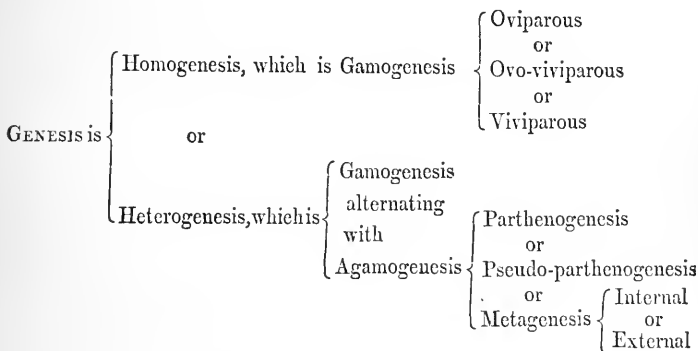 Oviparous
or
Homogenesis, which is Gamogenesis
Ovo-viviparous
or
Viviparous
GENESIS is
or
Gamogenesis
alternating
Heterogenesis, which is
with
Parthenogenesis
or
Agamogenesis
Pseudo-parthenogenesis
or
Internal
Metagenesis
or
External